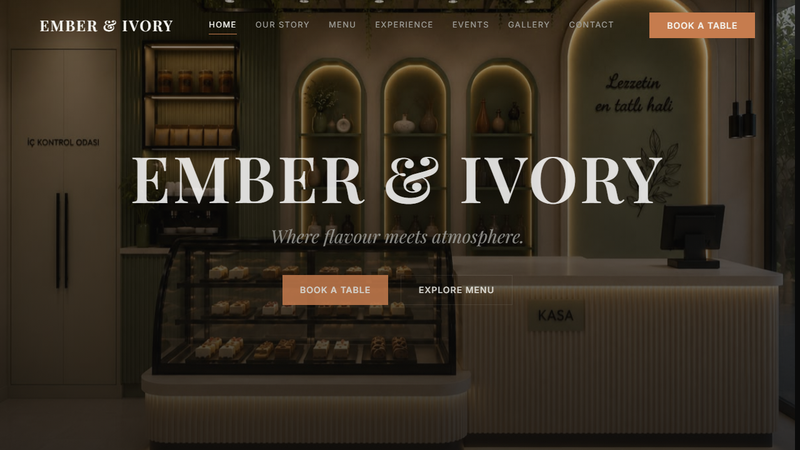 EMBER & IVORY
HOME
OUR STORY
MENU
EXPERIENCE
EVENTS
GALLERY
CONTACT
BOOK A TABLE
Lezzetin
en tatlı hali
İÇ KONTROL ODASI
EMBER & IVORY
Where flavour meets atmosphere.
BOOK A TABLE
EXPLORE MENU
KASA